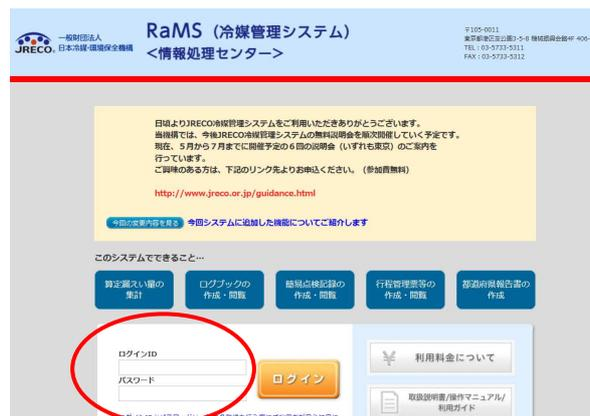 一般財団法人
JRECO. 日本冷媒・環境保全機構
RaMS（冷媒管理システム）
<情報処理センター>
〒105-0011
東京都港区芝公園3-5-8 機械振興会館4F 406-
TEL : 03-5733-5311
FAX : 03-5733-5312
日頃よりJRECO冷媒管理システムをご利用いただきありがとうございます。
当機構では、今後JRECO冷媒管理システムの無料説明会を順次開催していく予定です。
現在、５月から７月までに開催予定の６回の説明会（いずれも東京）のご案内を
行っています。
ご興味のある方は、下記のリンク先よりお申込ください。（参加費無料）
http://www.jreco.or.jp/guidance.html
今回の変更内容を見る 今回システムに追加した機能についてご紹介します
このシステムでできること…
算定漏えい量の
集計
ログブックの
作成・閲覧
簡易点検記録の
作成・閲覧
行程管理票等の
作成・閲覧
都道府県報告書の
作成
ログインID
パスワード
ログイン
利用料金について
取扱説明書/操作マニュアル/
利用ガイド